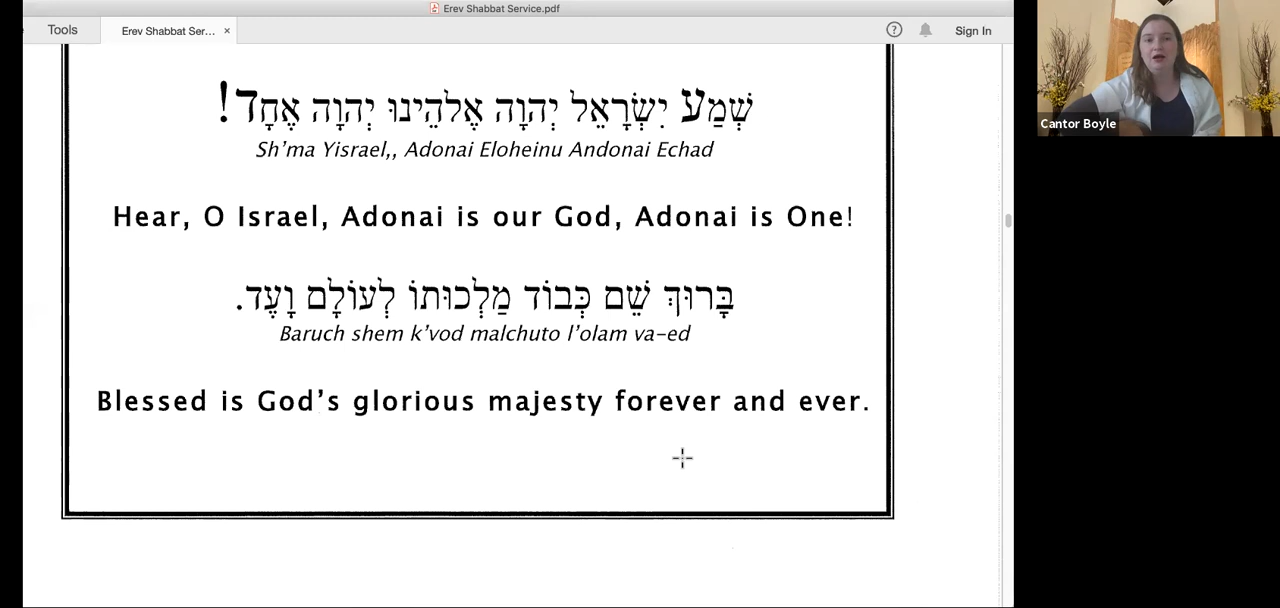 Erev Shabbat Service.pdf
Tools
Erev Shabbat Ser... ×
?
Sign In
שְׁמַע יִשְׂרָאֵל יְהוָה אֱלֹהֵינוּ יְהוָה אֶחָד!
Sh’ma Yisrael,, Adonai Eloheinu Andonai Echad
Hear, O Israel, Adonai is our God, Adonai is One!
בָּרוּךְ שֵׁם כְּבוֹד מַלְכוּתוֹ לְעוֹלָם וָעֶד.
Baruch shem k’vod malchuto l’olam va-ed
Blessed is God’s glorious majesty forever and ever.
Cantor Boyle